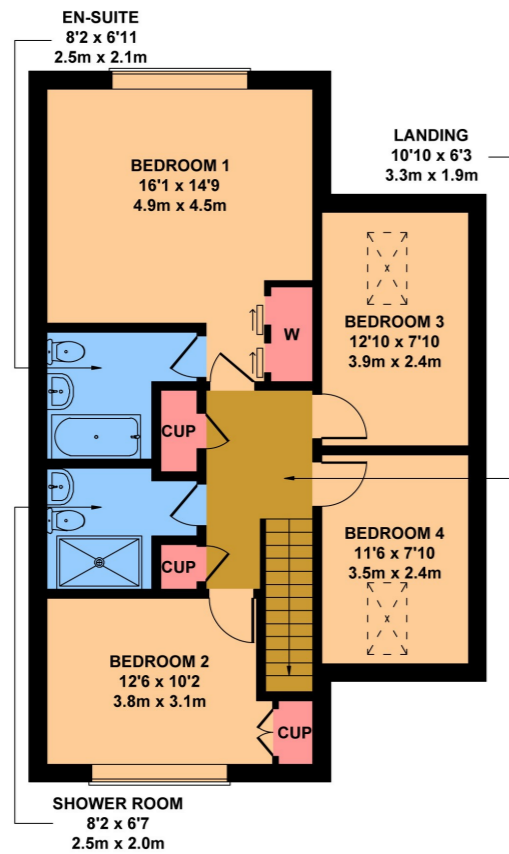 EN-SUITE
8'2 x 6'11
2.5m x 2.1m
LANDING
10'10 x 6'3
3.3m x 1.9m
BEDROOM 1
16'1 x 14'9
4.9m x 4.5m
W
BEDROOM 3
12'10 x 7'10
3.9m x 2.4m
CUP
CUP
BEDROOM 4
11'6 x 7'10
3.5m x 2.4m
BEDROOM 2
12'6 x 10'2
3.8m x 3.1m
CUP
SHOWER ROOM
8'2 x 6'7
2.5m x 2.0m